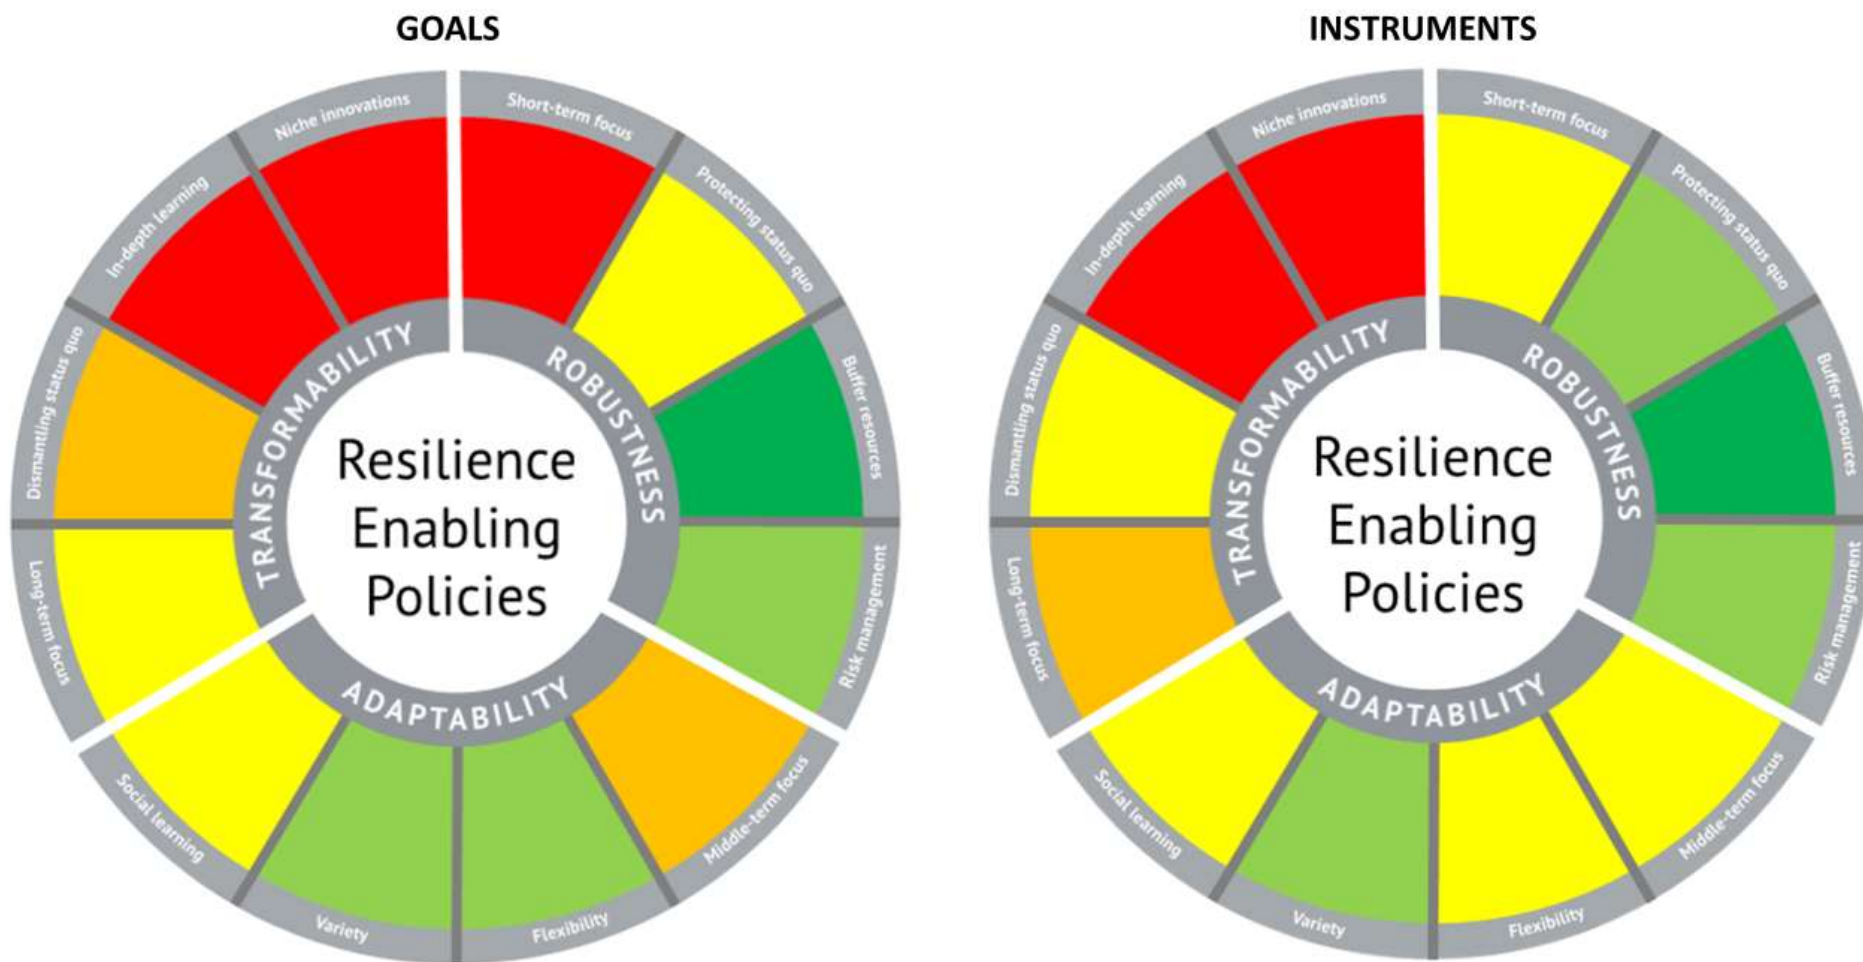 GOALS
Niche innovations
Short-term focus
In-depth learning
Protecting status quo
Dismantling status quo
Buffer resources
TRANSFORMABILITY
ROBUSTNESS
Resilience
Enabling
Policies
Long-term focus
Risk management
ADAPTABILITY
Social learning
Middle-term focus
Variety
Flexibility
INSTRUMENTS
Niche innovations
Short-term focus
In-depth learning
Protecting status quo
Dismantling status quo
Buffer resources
TRANSFORMABILITY
ROBUSTNESS
Resilience
Enabling
Policies
Long-term focus
Risk management
ADAPTABILITY
Social learning
Middle-term focus
Variety
Flexibility